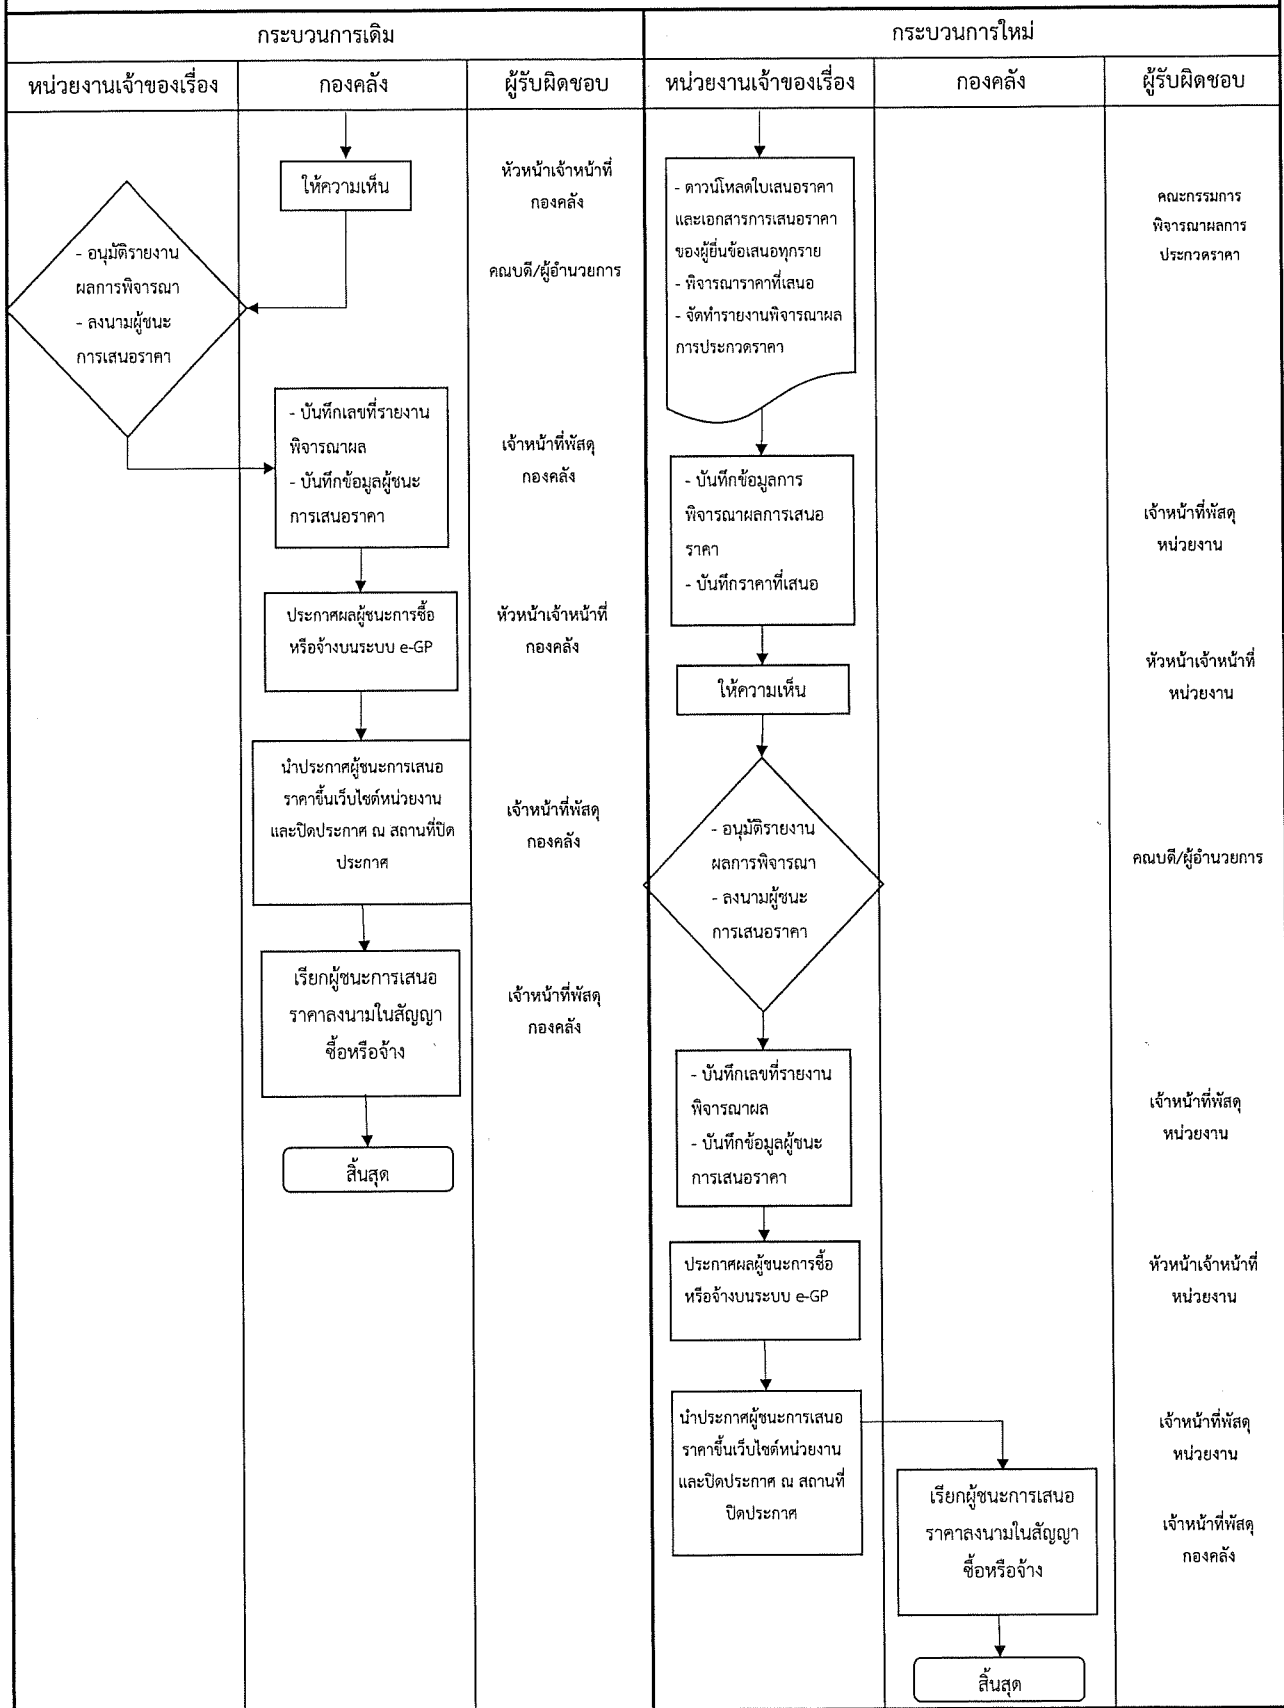 กระบวนการเดิม
กระบวนการใหม่
หน่วยงานเจ้าของเรื่อง
กองคลัง
ผู้รับผิดชอบ
หน่วยงานเจ้าของเรื่อง
กองคลัง
ผู้รับผิดชอบ
ให้ความเห็น
หัวหน้าเจ้าหน้าที่
กองคลัง
- อนุมัติรายงาน
ผลการพิจารณา
- ลงนามผู้ชนะ
การเสนอราคา
คณบดี/ผู้อำนวยการ
- บันทึกเลขที่รายงาน
พิจารณาผล
- บันทึกข้อมูลผู้ชนะ
การเสนอราคา
เจ้าหน้าที่พัสดุ
กองคลัง
ประกาศผลผู้ชนะการซื้อ
หรือจ้างบนระบบ e-GP
หัวหน้าเจ้าหน้าที่
กองคลัง
นำประกาศผู้ชนะการเสนอ
ราคาขึ้นเว็บไซต์หน่วยงาน
และปิดประกาศ ณ สถานที่ปิด
ประกาศ
เจ้าหน้าที่พัสดุ
กองคลัง
เรียกผู้ชนะการเสนอ
ราคาลงนามในสัญญา
ซื้อหรือจ้าง
เจ้าหน้าที่พัสดุ
กองคลัง
สิ้นสุด
- ดาวน์โหลดใบเสนอราคา
และเอกสารการเสนอราคา
ของผู้ยื่นข้อเสนอทุกราย
- พิจารณาราคาที่เสนอ
- จัดทำรายงานพิจารณาผล
การประกวดราคา
คณะกรรมการ
พิจารณาผลการ
ประกวดราคา
- บันทึกข้อมูลการ
พิจารณาผลการเสนอ
ราคา
- บันทึกราคาที่เสนอ
เจ้าหน้าที่พัสดุ
หน่วยงาน
ให้ความเห็น
หัวหน้าเจ้าหน้าที่
หน่วยงาน
- อนุมัติรายงาน
ผลการพิจารณา
- ลงนามผู้ชนะ
การเสนอราคา
คณบดี/ผู้อำนวยการ
- บันทึกเลขที่รายงาน
พิจารณาผล
- บันทึกข้อมูลผู้ชนะ
การเสนอราคา
เจ้าหน้าที่พัสดุ
หน่วยงาน
ประกาศผลผู้ชนะการซื้อ
หรือจ้างบนระบบ e-GP
หัวหน้าเจ้าหน้าที่
หน่วยงาน
นำประกาศผู้ชนะการเสนอ
ราคาขึ้นเว็บไซต์หน่วยงาน
และปิดประกาศ ณ สถานที่
ปิดประกาศ
เจ้าหน้าที่พัสดุ
หน่วยงาน
เรียกผู้ชนะการเสนอ
ราคาลงนามในสัญญา
ซื้อหรือจ้าง
เจ้าหน้าที่พัสดุ
กองคลัง
สิ้นสุด